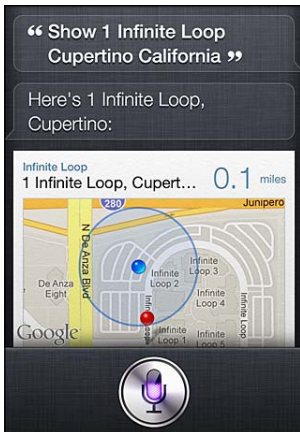 “ Show 1 Infinite Loop
Cupertino California ”
Here's 1 Infinite Loop,
Cupertino:
Infinite Loop
1 Infinite Loop, Cupert...
0.1 miles
280
Junipero
N De Anza Blvd
De Anza
Eight
Infinite
Loop 3
Infinite
Loop 2
Infinite
Loop 4
Infinite Loop
Infinite
Loop 1
Infinite
Loop 5
Google